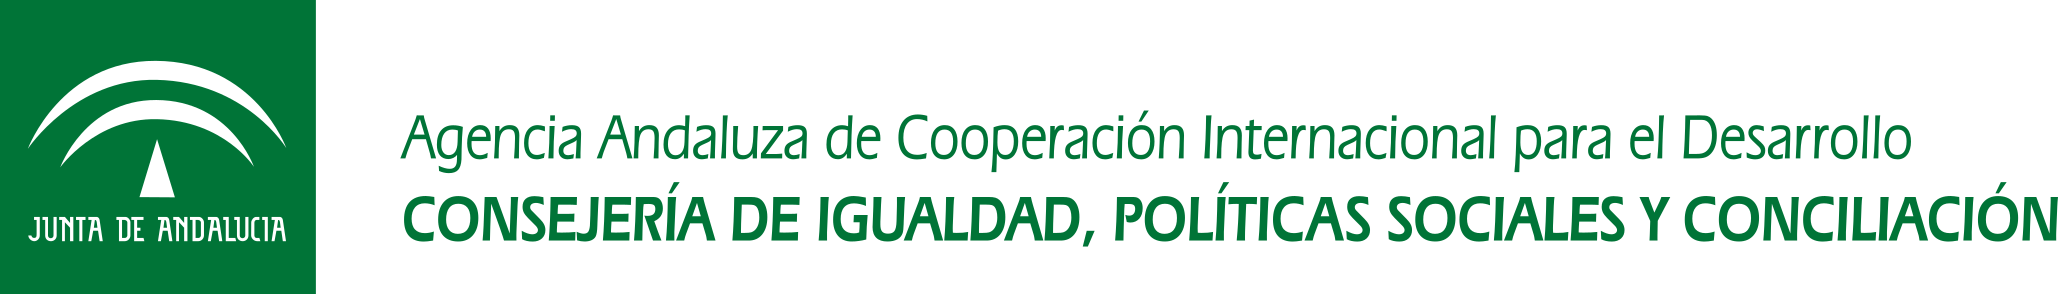 JUNTA DE ANDALUCIA
Agencia Andaluza de Cooperación Internacional para el Desarrollo
CONSEJERÍA DE IGUALDAD, POLÍTICAS SOCIALES Y CONCILIACIÓN